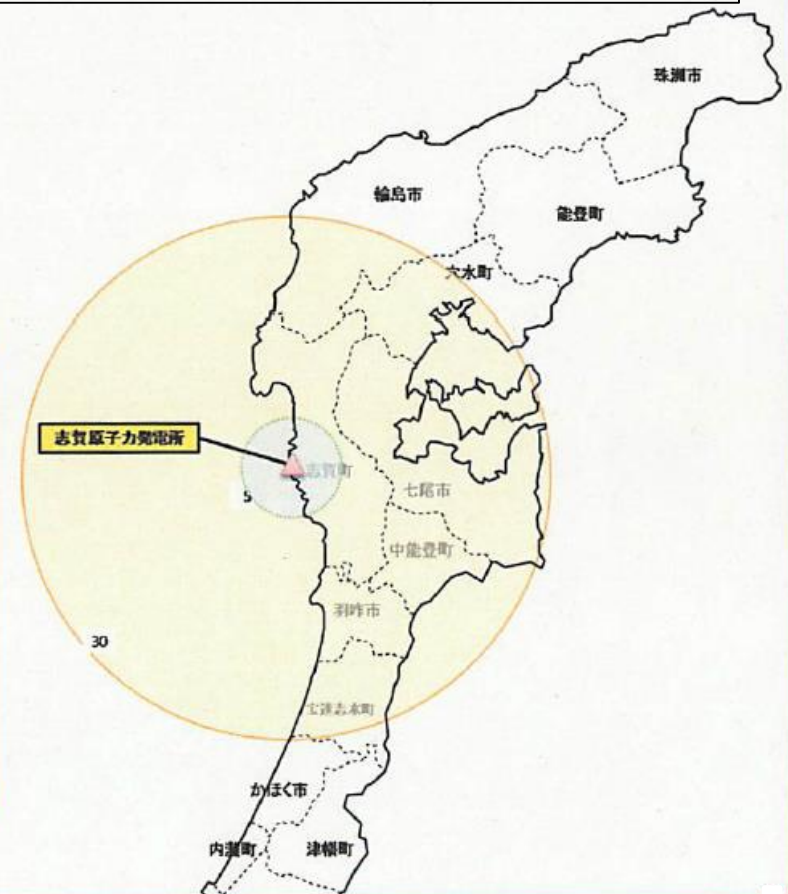 珠洲市
輪島市
能登町
穴水町
志賀原子力発電所
志賀町
5
七尾市
中能登町
羽咋市
30
宝達志水町
かほく市
内灘町
津幡町